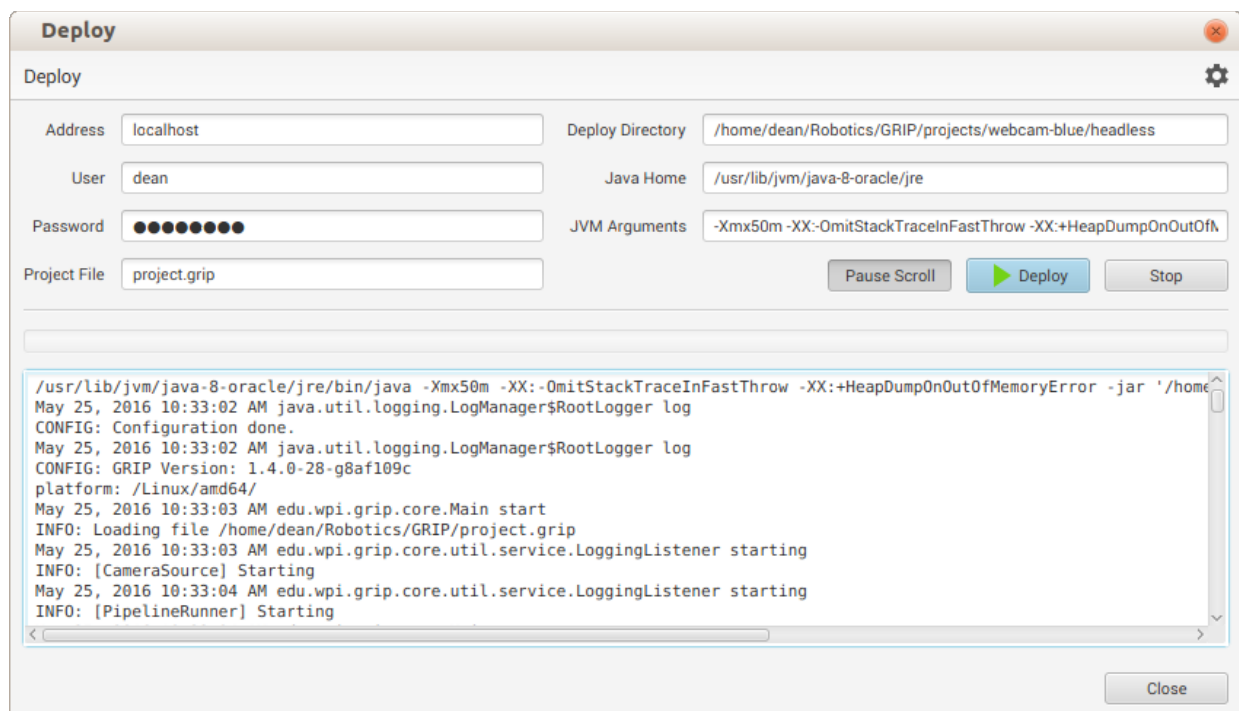 Deploy
Deploy
Address localhost Deploy Directory /home/dean/Robotics/GRIP/projects/webcam-blue/headless
User dean Java Home /usr/lib/jvm/java-8-oracle/jre
Password ●●●●●●●● JVM Arguments -Xmx50m -XX:-OmitStackTraceInFastThrow -XX:+HeapDumpOnOutOfM
Project File project.grip Pause Scroll Deploy Stop
/usr/lib/jvm/java-8-oracle/jre/bin/java -Xmx50m -XX:-OmitStackTraceInFastThrow -XX:+HeapDumpOnOutOfMemoryError -jar '/home
May 25, 2016 10:33:02 AM java.util.logging.LogManager$RootLogger log
CONFIG: Configuration done.
May 25, 2016 10:33:02 AM java.util.logging.LogManager$RootLogger log
CONFIG: GRIP Version: 1.4.0-28-g8af109c
platform: /Linux/amd64/
May 25, 2016 10:33:03 AM edu.wpi.grip.core.Main start
INFO: Loading file /home/dean/Robotics/GRIP/project.grip
May 25, 2016 10:33:03 AM edu.wpi.grip.core.util.service.LoggingListener starting
INFO: [CameraSource] Starting
May 25, 2016 10:33:04 AM edu.wpi.grip.core.util.service.LoggingListener starting
INFO: [PipelineRunner] Starting
Close